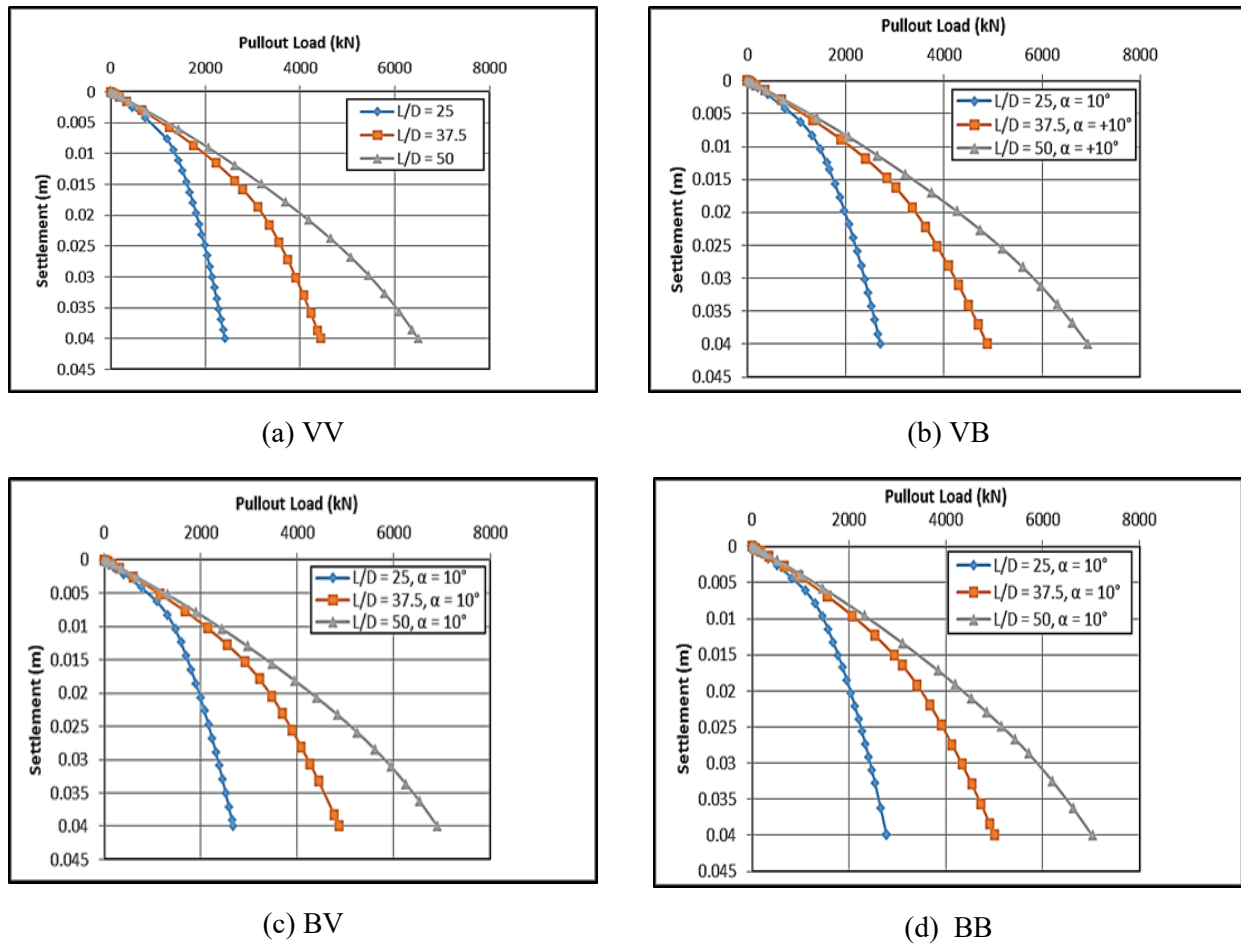 Pullout Load (kN)
0 2000 4000 6000 8000
0
0.005
0.01
0.015
0.02
0.025
0.03
0.035
0.04
0.045
Settlement (m)
L/D = 25
L/D = 37.5
L/D = 50
(a) VV
Pullout Load (kN)
0 2000 4000 6000 8000
0
0.005
0.01
0.015
0.02
0.025
0.03
0.035
0.04
0.045
Settlement (m)
L/D = 25, α = 10°
L/D = 37.5, α = +10°
L/D = 50, α = +10°
(b) VB
Pullout Load (kN)
0 2000 4000 6000 8000
0
0.005
0.01
0.015
0.02
0.025
0.03
0.035
0.04
0.045
Settlement (m)
L/D = 25, α = 10°
L/D = 37.5, α = 10°
L/D = 50, α = 10°
(c) BV
Pullout Load (kN)
0 2000 4000 6000 8000
0
0.005
0.01
0.015
0.02
0.025
0.03
0.035
0.04
0.045
Settlement (m)
L/D = 25, α = 10°
L/D = 37.5, α = 10°
L/D = 50, α = 10°
(d) BB